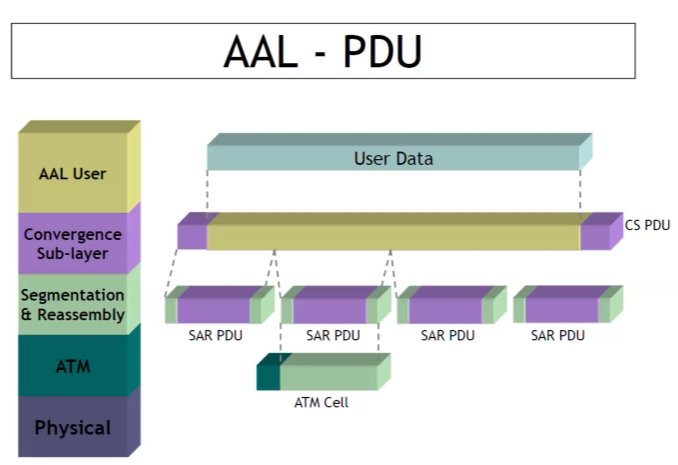 AAL - PDU
AAL User
User Data
Convergence
Sub-layer
CS PDU
Segmentation
& Reassembly
SAR PDU
SAR PDU
SAR PDU
SAR PDU
ATM
ATM Cell
Physical